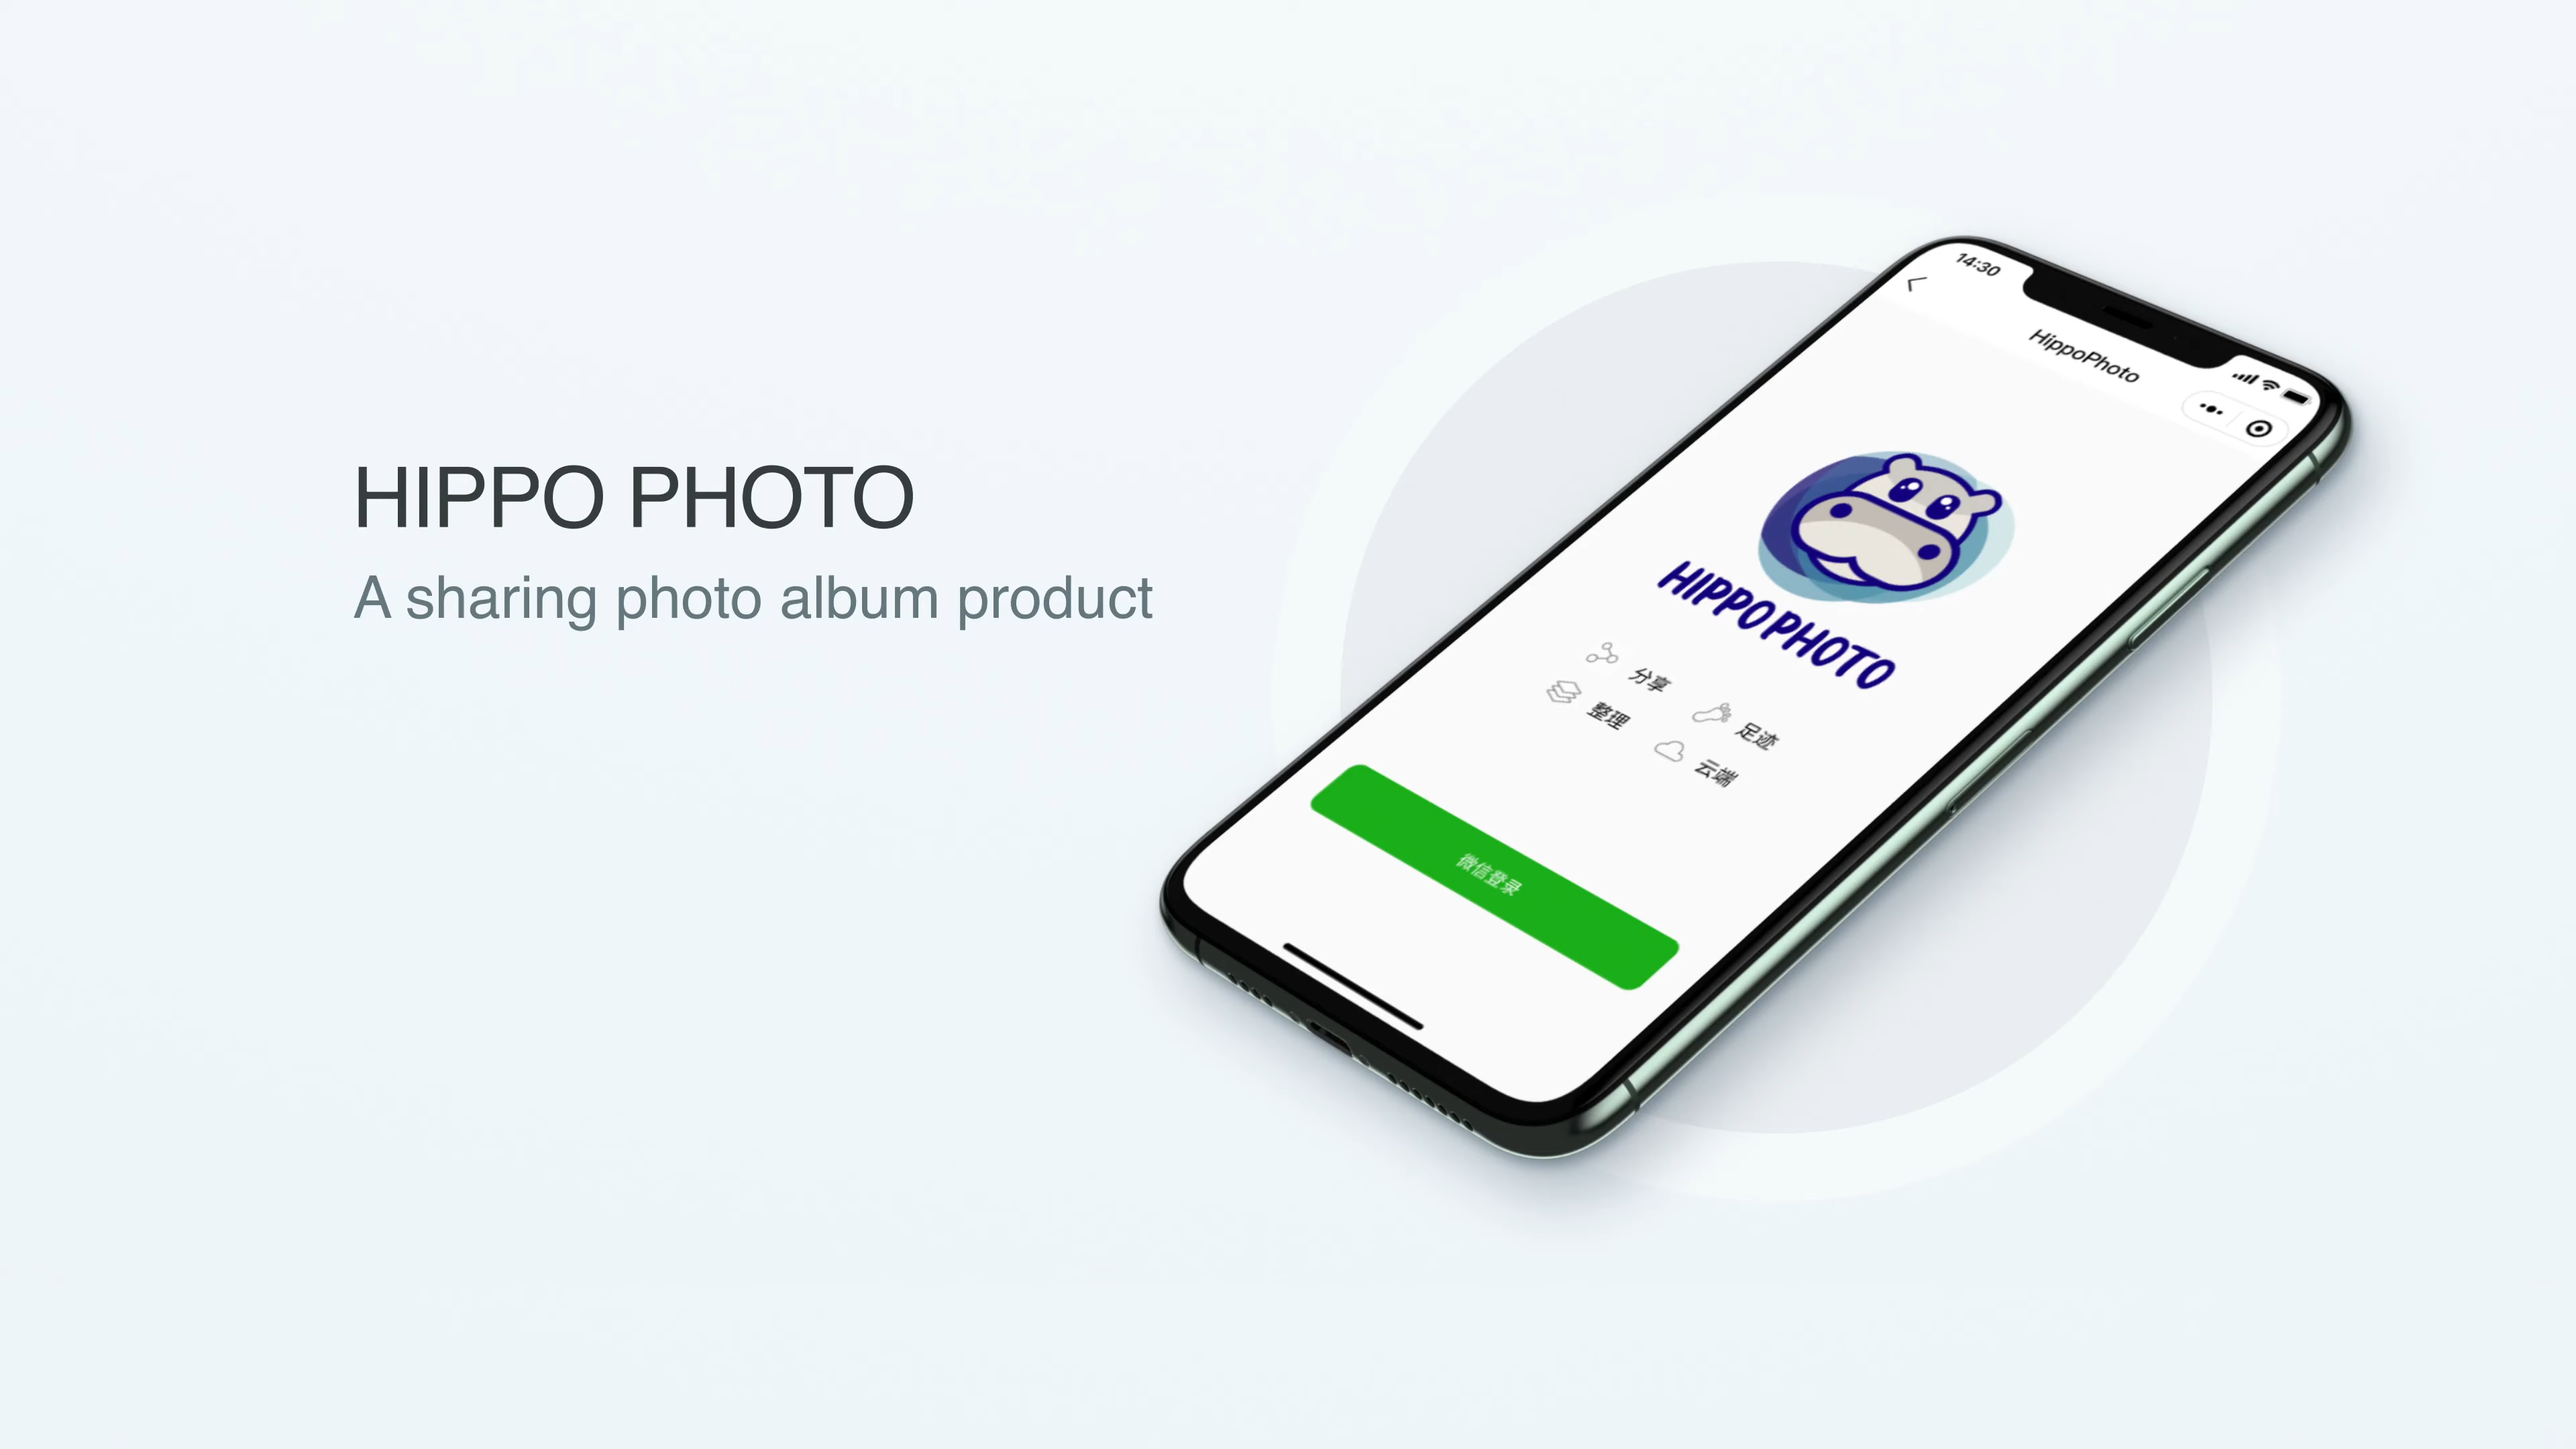 HIPPO PHOTO
A sharing photo album product
14:30
HippoPhoto
HIPPO PHOTO
分享
足迹
整理
云端
微信登录